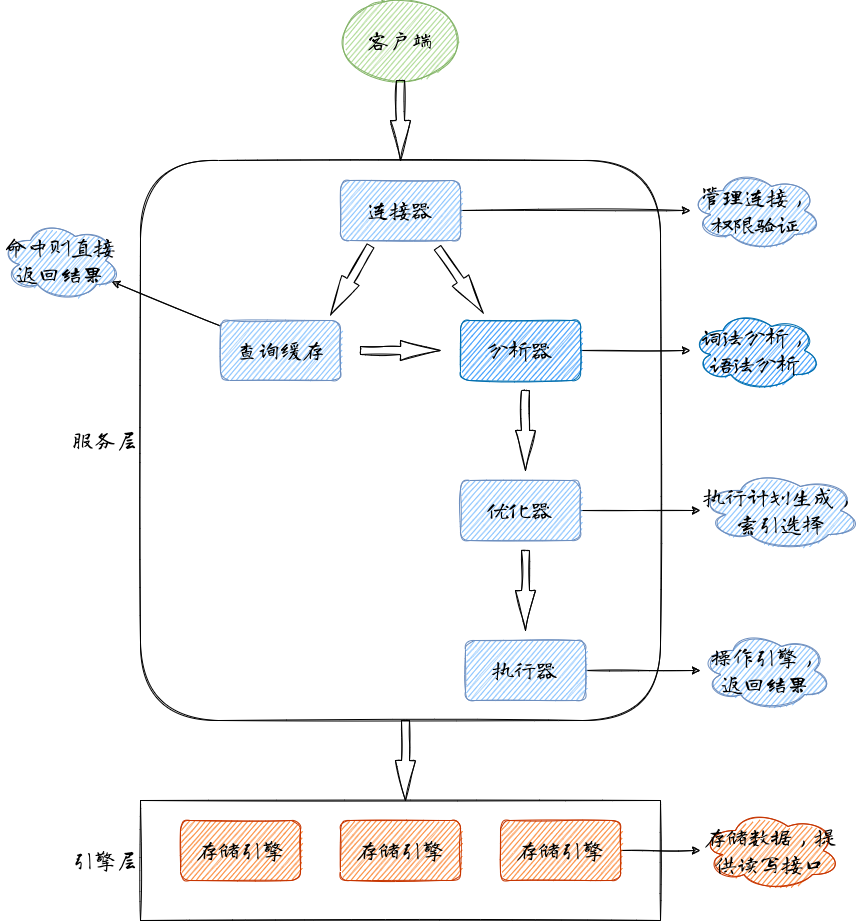 客户端
连接器
管理连接，
权限验证
命中则直接
返回结果
查询缓存
分析器
词法分析，
语法分析
服务层
优化器
执行计划生成，
索引选择
执行器
操作引擎，
返回结果
引擎层
存储引擎
存储引擎
存储引擎
存储数据，提
供读写接口